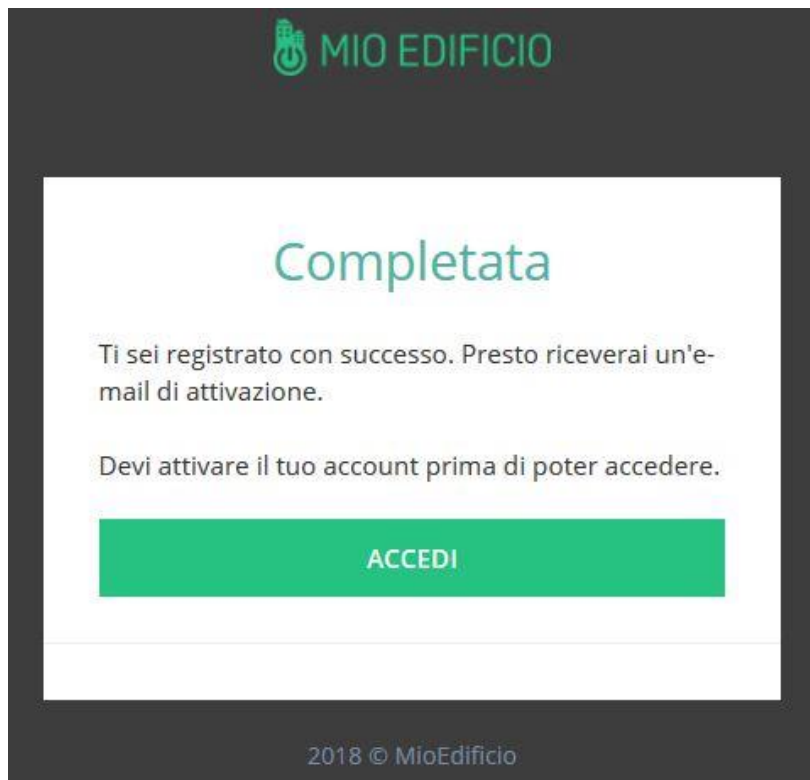 MIO EDIFICIO
Completata
Ti sei registrato con successo. Presto riceverai un'e-
mail di attivazione.
Devi attivare il tuo account prima di poter accedere.
ACCEDI
2018 © MioEdificio